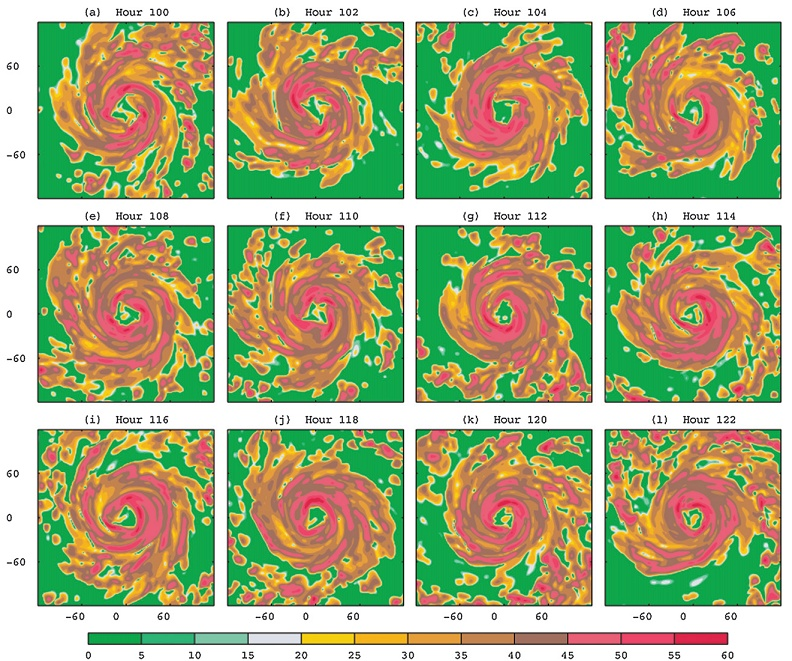 (a) Hour 100
(b) Hour 102
(c) Hour 104
(d) Hour 106
60
0
-60
(e) Hour 108
(f) Hour 110
(g) Hour 112
(h) Hour 114
60
0
-60
(i) Hour 116
(j) Hour 118
(k) Hour 120
(l) Hour 122
60
0
-60
-60 0 60 -60 0 60 -60 0 60 -60 0 60
0 5 10 15 20 25 30 35 40 45 50 55 60